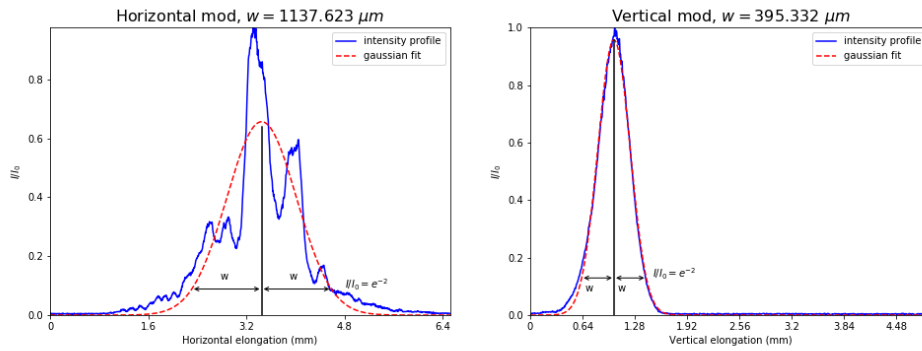 Horizontal mod, w = 1137.623 μm
intensity profile
gaussian fit
I/I₀
0.8
0.6
0.4
0.2
0.0
w
w
I/I₀ = e⁻²
0 1.6 3.2 4.8 6.4
Horizontal elongation (mm)
Vertical mod, w = 395.332 μm
intensity profile
gaussian fit
I/I₀
1.0
0.8
0.6
0.4
0.2
0.0
w
w
I/I₀ = e⁻²
0 0.64 1.28 1.92 2.56 3.2 3.84 4.48
Vertical elongation (mm)